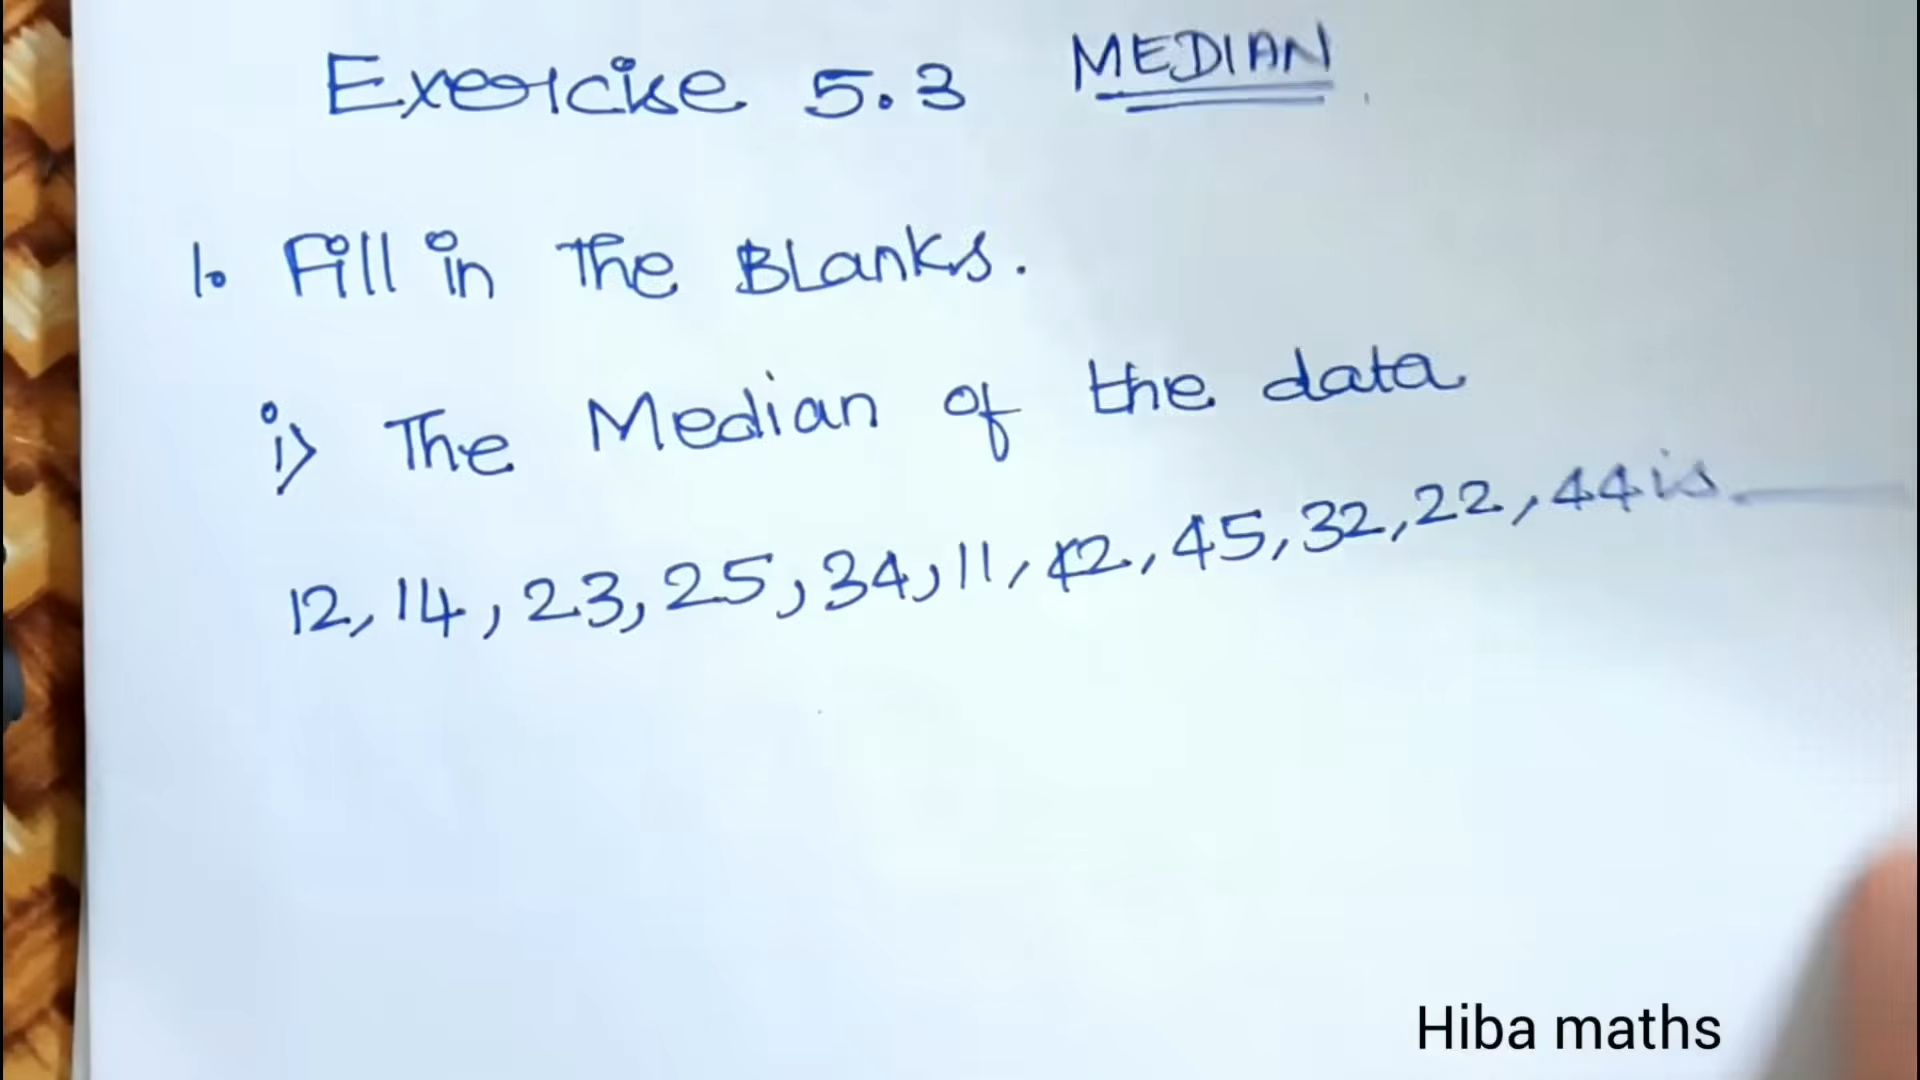 Exercise 5.3 MEDIAN
1. Fill in The Blanks.
i) The Median of the data
12, 14, 23, 25, 34, 11, 42, 45, 32, 22, 44 is
Hiba maths